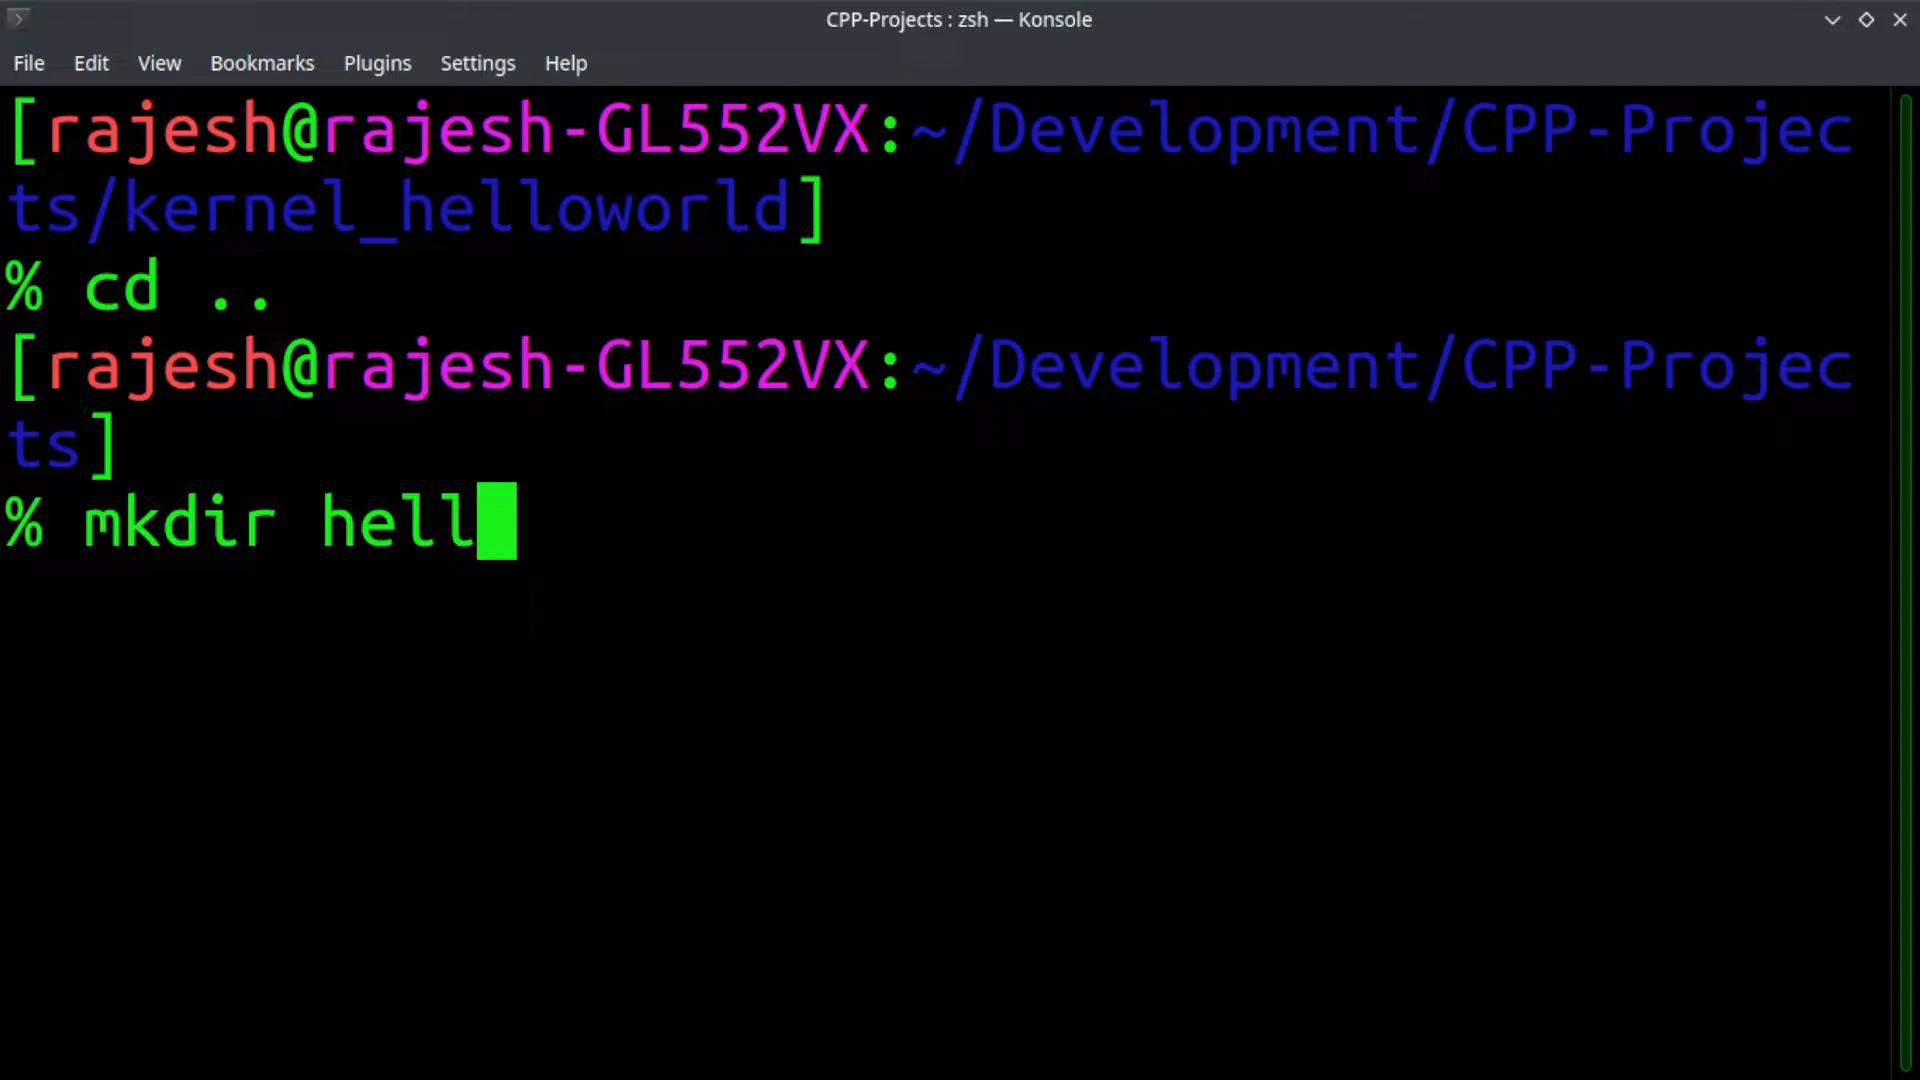 CPP-Projects : zsh — Konsole
File Edit View Bookmarks Plugins Settings Help
[rajesh@rajesh-GL552VX:~/Development/CPP-Projec
ts/kernel_helloworld]
% cd ..
[rajesh@rajesh-GL552VX:~/Development/CPP-Projec
ts]
% mkdir hell